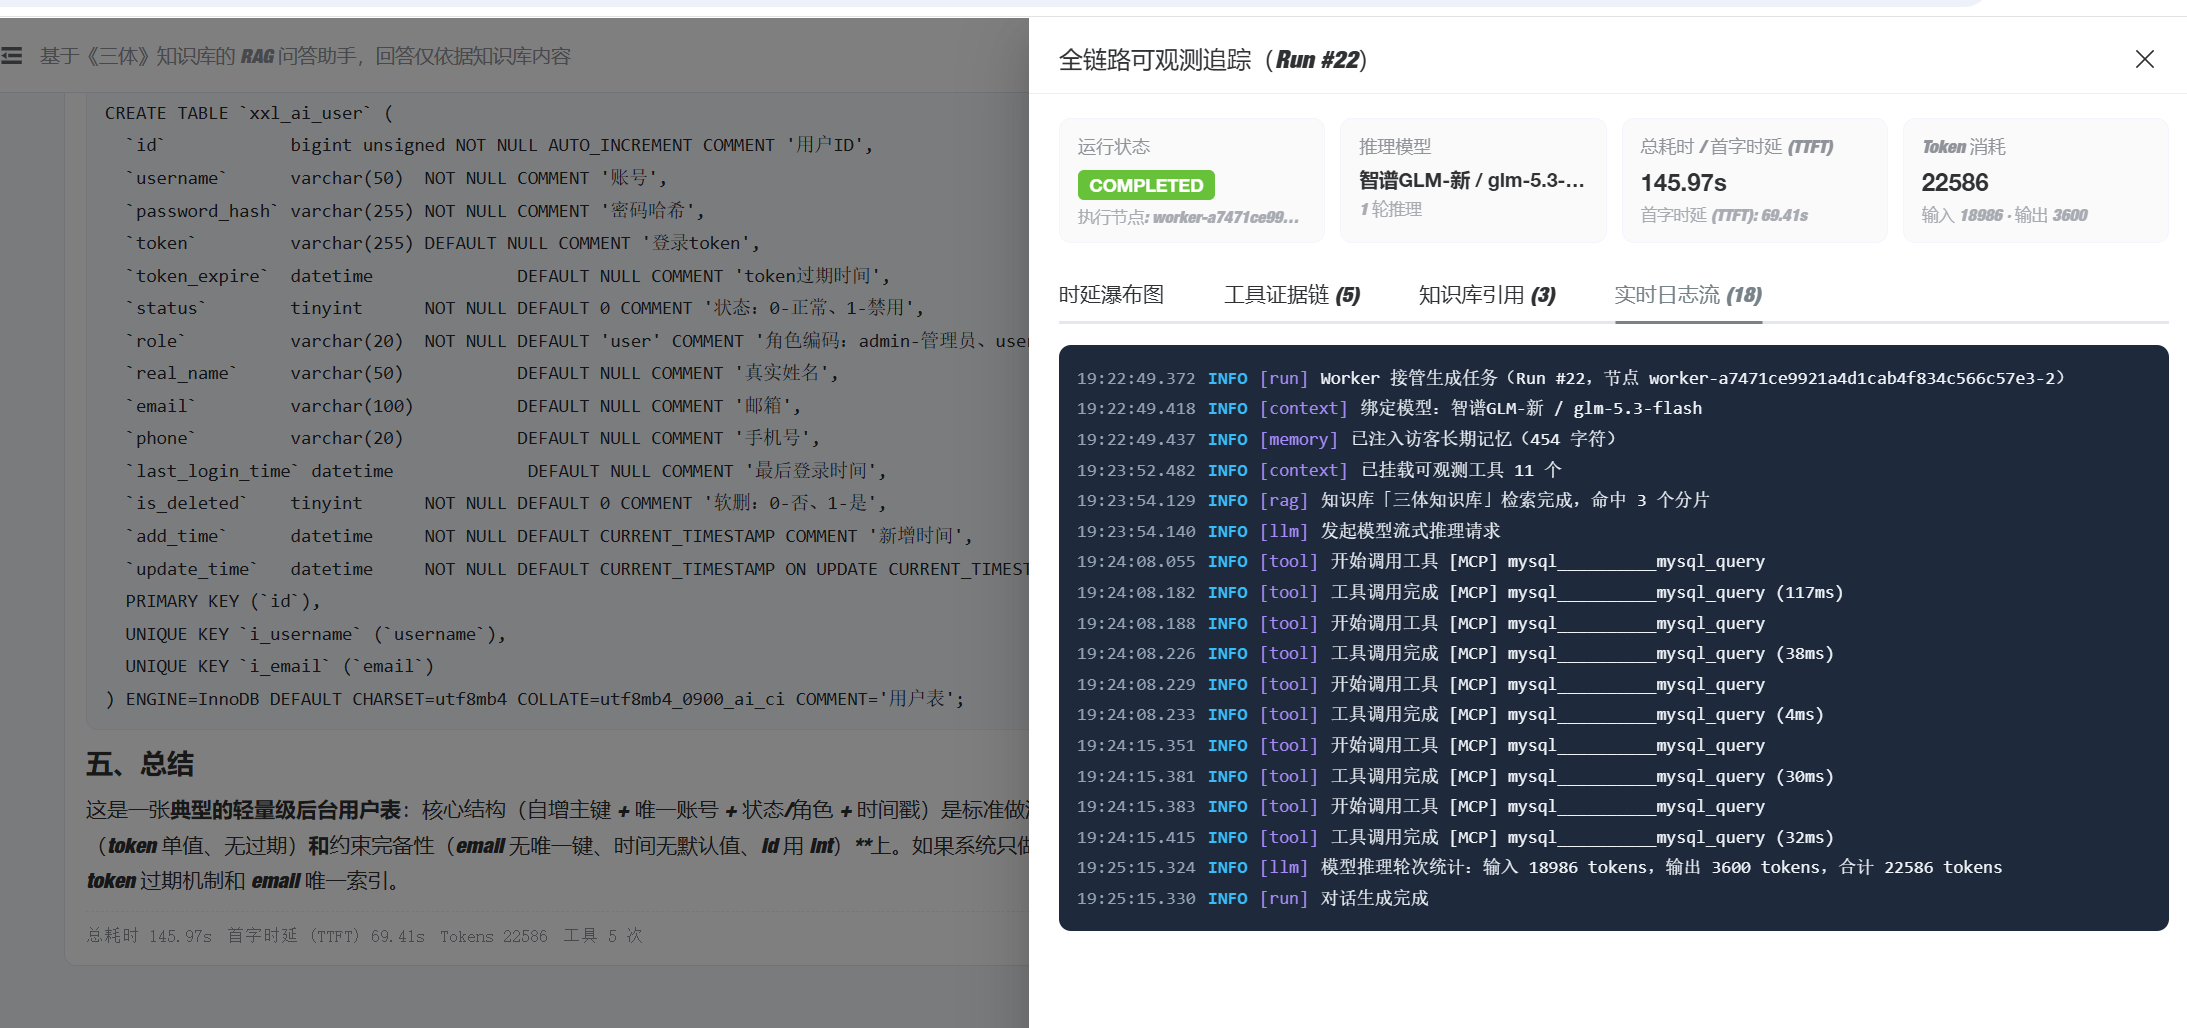 基于《三体》知识库的 RAG 问答助手，回答仅依据知识库内容
CREATE TABLE `xxl_ai_user` (
`id` bigint unsigned NOT NULL AUTO_INCREMENT COMMENT '用户ID',
`username` varchar(50) NOT NULL COMMENT '账号',
`password_hash` varchar(255) NOT NULL COMMENT '密码哈希',
`token` varchar(255) DEFAULT NULL COMMENT '登录token',
`token_expire` datetime DEFAULT NULL COMMENT 'token过期时间',
`status` tinyint NOT NULL DEFAULT 0 COMMENT '状态：0-正常、1-禁用',
`role` varchar(20) NOT NULL DEFAULT 'user' COMMENT '角色编码：admin-管理员、user
`real_name` varchar(50) DEFAULT NULL COMMENT '真实姓名',
`email` varchar(100) DEFAULT NULL COMMENT '邮箱',
`phone` varchar(20) DEFAULT NULL COMMENT '手机号',
`last_login_time` datetime DEFAULT NULL COMMENT '最后登录时间',
`is_deleted` tinyint NOT NULL DEFAULT 0 COMMENT '软删：0-否、1-是',
`add_time` datetime NOT NULL DEFAULT CURRENT_TIMESTAMP COMMENT '新增时间',
`update_time` datetime NOT NULL DEFAULT CURRENT_TIMESTAMP ON UPDATE CURRENT_TIMEST
PRIMARY KEY (`id`),
UNIQUE KEY `i_username` (`username`),
UNIQUE KEY `i_email` (`email`)
) ENGINE=InnoDB DEFAULT CHARSET=utf8mb4 COLLATE=utf8mb4_0900_ai_ci COMMENT='用户表';
五、总结
这是一张典型的轻量级后台用户表：核心结构（自增主键 + 唯一账号 + 状态/角色 + 时间戳）是标准做
（token 单值、无过期）和约束完备性（email 无唯一键、时间无默认值、id 用 int）**上。如果系统只
token 过期机制和 email 唯一索引。
总耗时 145.97s 首字时延 (TTFT) 69.41s Tokens 22586 工具 5 次
全链路可观测追踪（Run #22）
运行状态
COMPLETED
执行节点: worker-a7471ce99...
推理模型
智谱GLM-新 / glm-5.3-...
1 轮推理
总耗时 / 首字时延 (TTFT)
145.97s
首字时延 (TTFT): 69.41s
Token 消耗
22586
输入 18986 · 输出 3600
时延瀑布图 工具证据链 (5) 知识库引用 (3) 实时日志流 (18)
19:22:49.372 INFO [run] Worker 接管生成任务（Run #22，节点 worker-a7471ce9921a4d1cab4f834c566c57e3-2）
19:22:49.418 INFO [context] 绑定模型：智谱GLM-新 / glm-5.3-flash
19:22:49.437 INFO [memory] 已注入访客长期记忆（454 字符）
19:23:52.482 INFO [context] 已挂载可观测工具 11 个
19:23:54.129 INFO [rag] 知识库「三体知识库」检索完成，命中 3 个分片
19:23:54.140 INFO [llm] 发起模型流式推理请求
19:24:08.055 INFO [tool] 开始调用工具 [MCP] mysql__________mysql_query
19:24:08.182 INFO [tool] 工具调用完成 [MCP] mysql__________mysql_query (117ms)
19:24:08.188 INFO [tool] 开始调用工具 [MCP] mysql__________mysql_query
19:24:08.226 INFO [tool] 工具调用完成 [MCP] mysql__________mysql_query (38ms)
19:24:08.229 INFO [tool] 开始调用工具 [MCP] mysql__________mysql_query
19:24:08.233 INFO [tool] 工具调用完成 [MCP] mysql__________mysql_query (4ms)
19:24:15.351 INFO [tool] 开始调用工具 [MCP] mysql__________mysql_query
19:24:15.381 INFO [tool] 工具调用完成 [MCP] mysql__________mysql_query (30ms)
19:24:15.383 INFO [tool] 开始调用工具 [MCP] mysql__________mysql_query
19:24:15.415 INFO [tool] 工具调用完成 [MCP] mysql__________mysql_query (32ms)
19:25:15.324 INFO [llm] 模型推理轮次统计：输入 18986 tokens，输出 3600 tokens，合计 22586 tokens
19:25:15.330 INFO [run] 对话生成完成